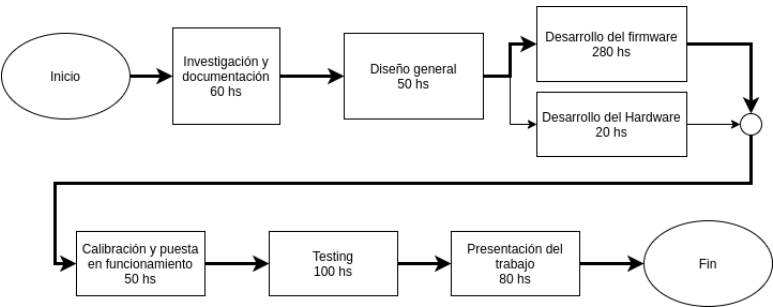 Inicio
Investigación y
documentación
60 hs
Diseño general
50 hs
Desarrollo del firmware
280 hs
Desarrollo del Hardware
20 hs
Calibración y puesta
en funcionamiento
50 hs
Testing
100 hs
Presentación del
trabajo
80 hs
Fin